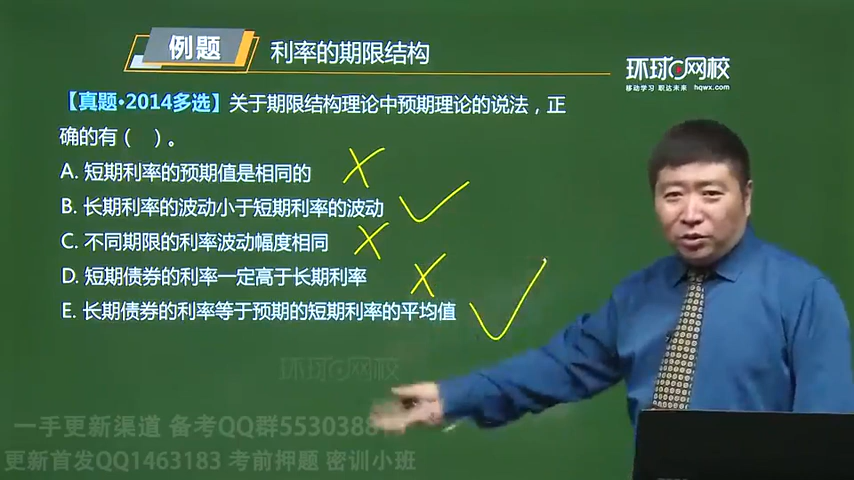 例题
利率的期限结构
环球网校
移动学习 职达未来 hqwx.com
【真题·2014多选】关于期限结构理论中预期理论的说法，正
确的有（ ）。
A. 短期利率的预期值是相同的
B. 长期利率的波动小于短期利率的波动
C. 不同期限的利率波动幅度相同
D. 短期债券的利率一定高于长期利率
E. 长期债券的利率等于预期的短期利率的平均值
环球网校
一手更新渠道 备考QQ群55303881
更新首发QQ1463183 考前押题 密训小班